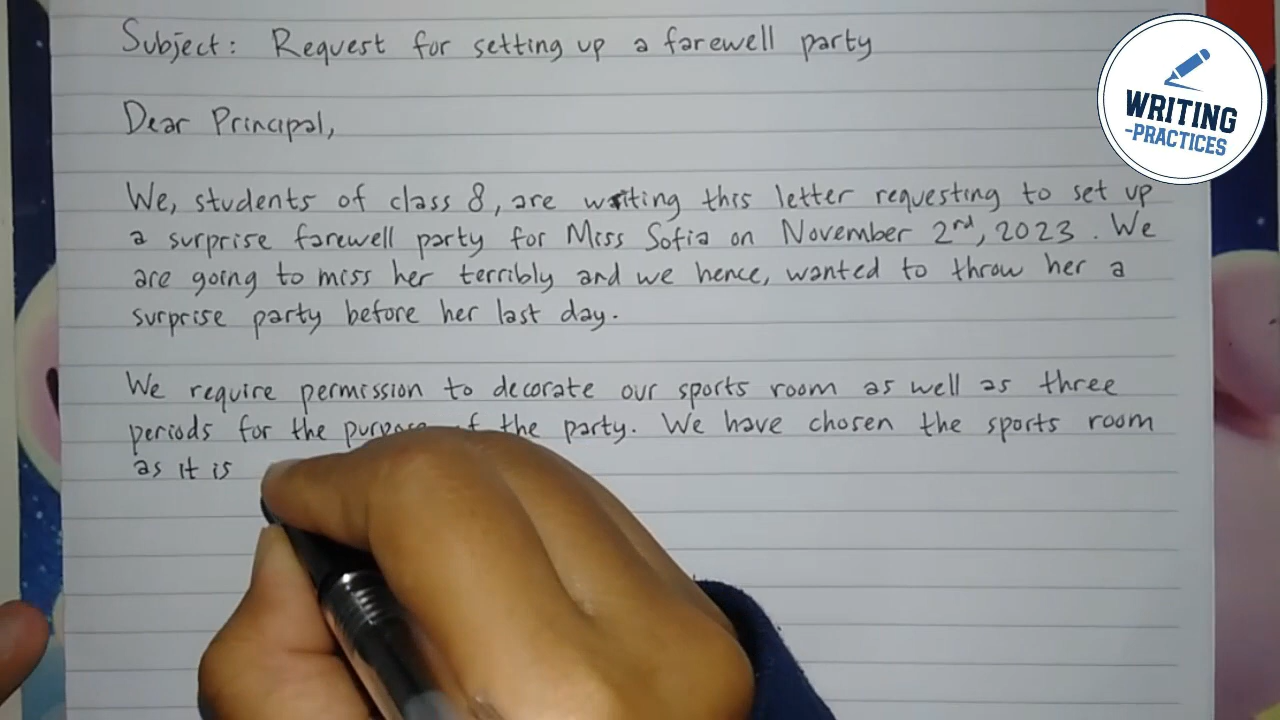 Subject: Request for setting up a farewell party
WRITING
-PRACTICES
Dear Principal,
We, students of class 8, are writing this letter requesting to set up
a surprise farewell party for Miss Sofia on November 2nd, 2023. We
are going to miss her terribly and we hence, wanted to throw her a
surprise party before her last day.
We require permission to decorate our sports room as well as three
periods for the purpose of the party. We have chosen the sports room
as it is